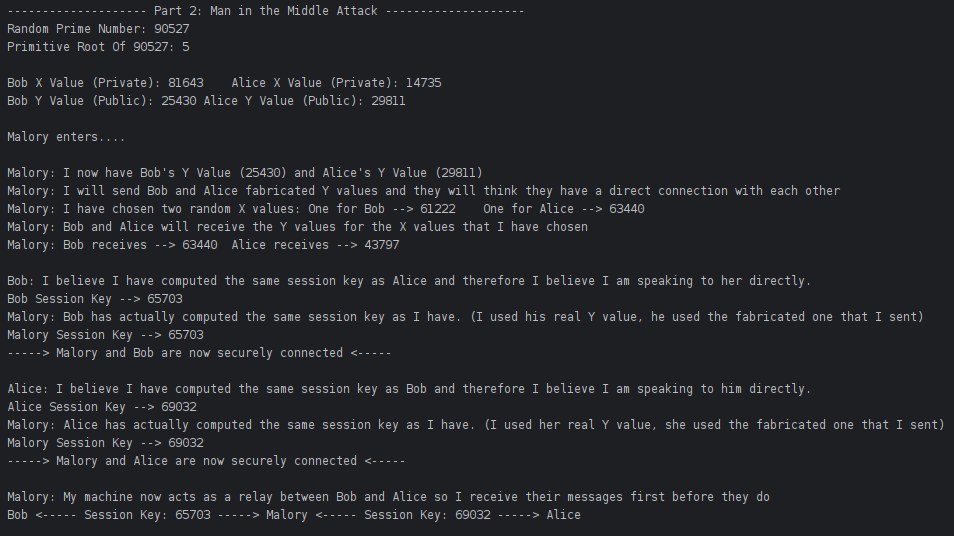 -------------------- Part 2: Man in the Middle Attack --------------------
Random Prime Number: 90527
Primitive Root Of 90527: 5
Bob X Value (Private): 81643    Alice X Value (Private): 14735
Bob Y Value (Public): 25430 Alice Y Value (Public): 29811
Malory enters....
Malory: I now have Bob's Y Value (25430) and Alice's Y Value (29811)
Malory: I will send Bob and Alice fabricated Y values and they will think they have a direct connection with each other
Malory: I have chosen two random X values: One for Bob --> 61222    One for Alice --> 63440
Malory: Bob and Alice will receive the Y values for the X values that I have chosen
Malory: Bob receives --> 63440  Alice receives --> 43797
Bob: I believe I have computed the same session key as Alice and therefore I believe I am speaking to her directly.
Bob Session Key --> 65703
Malory: Bob has actually computed the same session key as I have. (I used his real Y value, he used the fabricated one that I sent)
Malory Session Key --> 65703
-----> Malory and Bob are now securely connected <-----
Alice: I believe I have computed the same session key as Bob and therefore I believe I am speaking to him directly.
Alice Session Key --> 69032
Malory: Alice has actually computed the same session key as I have. (I used her real Y value, she used the fabricated one that I sent)
Malory Session Key --> 69032
-----> Malory and Alice are now securely connected <-----
Malory: My machine now acts as a relay between Bob and Alice so I receive their messages first before they do
Bob <----- Session Key: 65703 -----> Malory <----- Session Key: 69032 -----> Alice